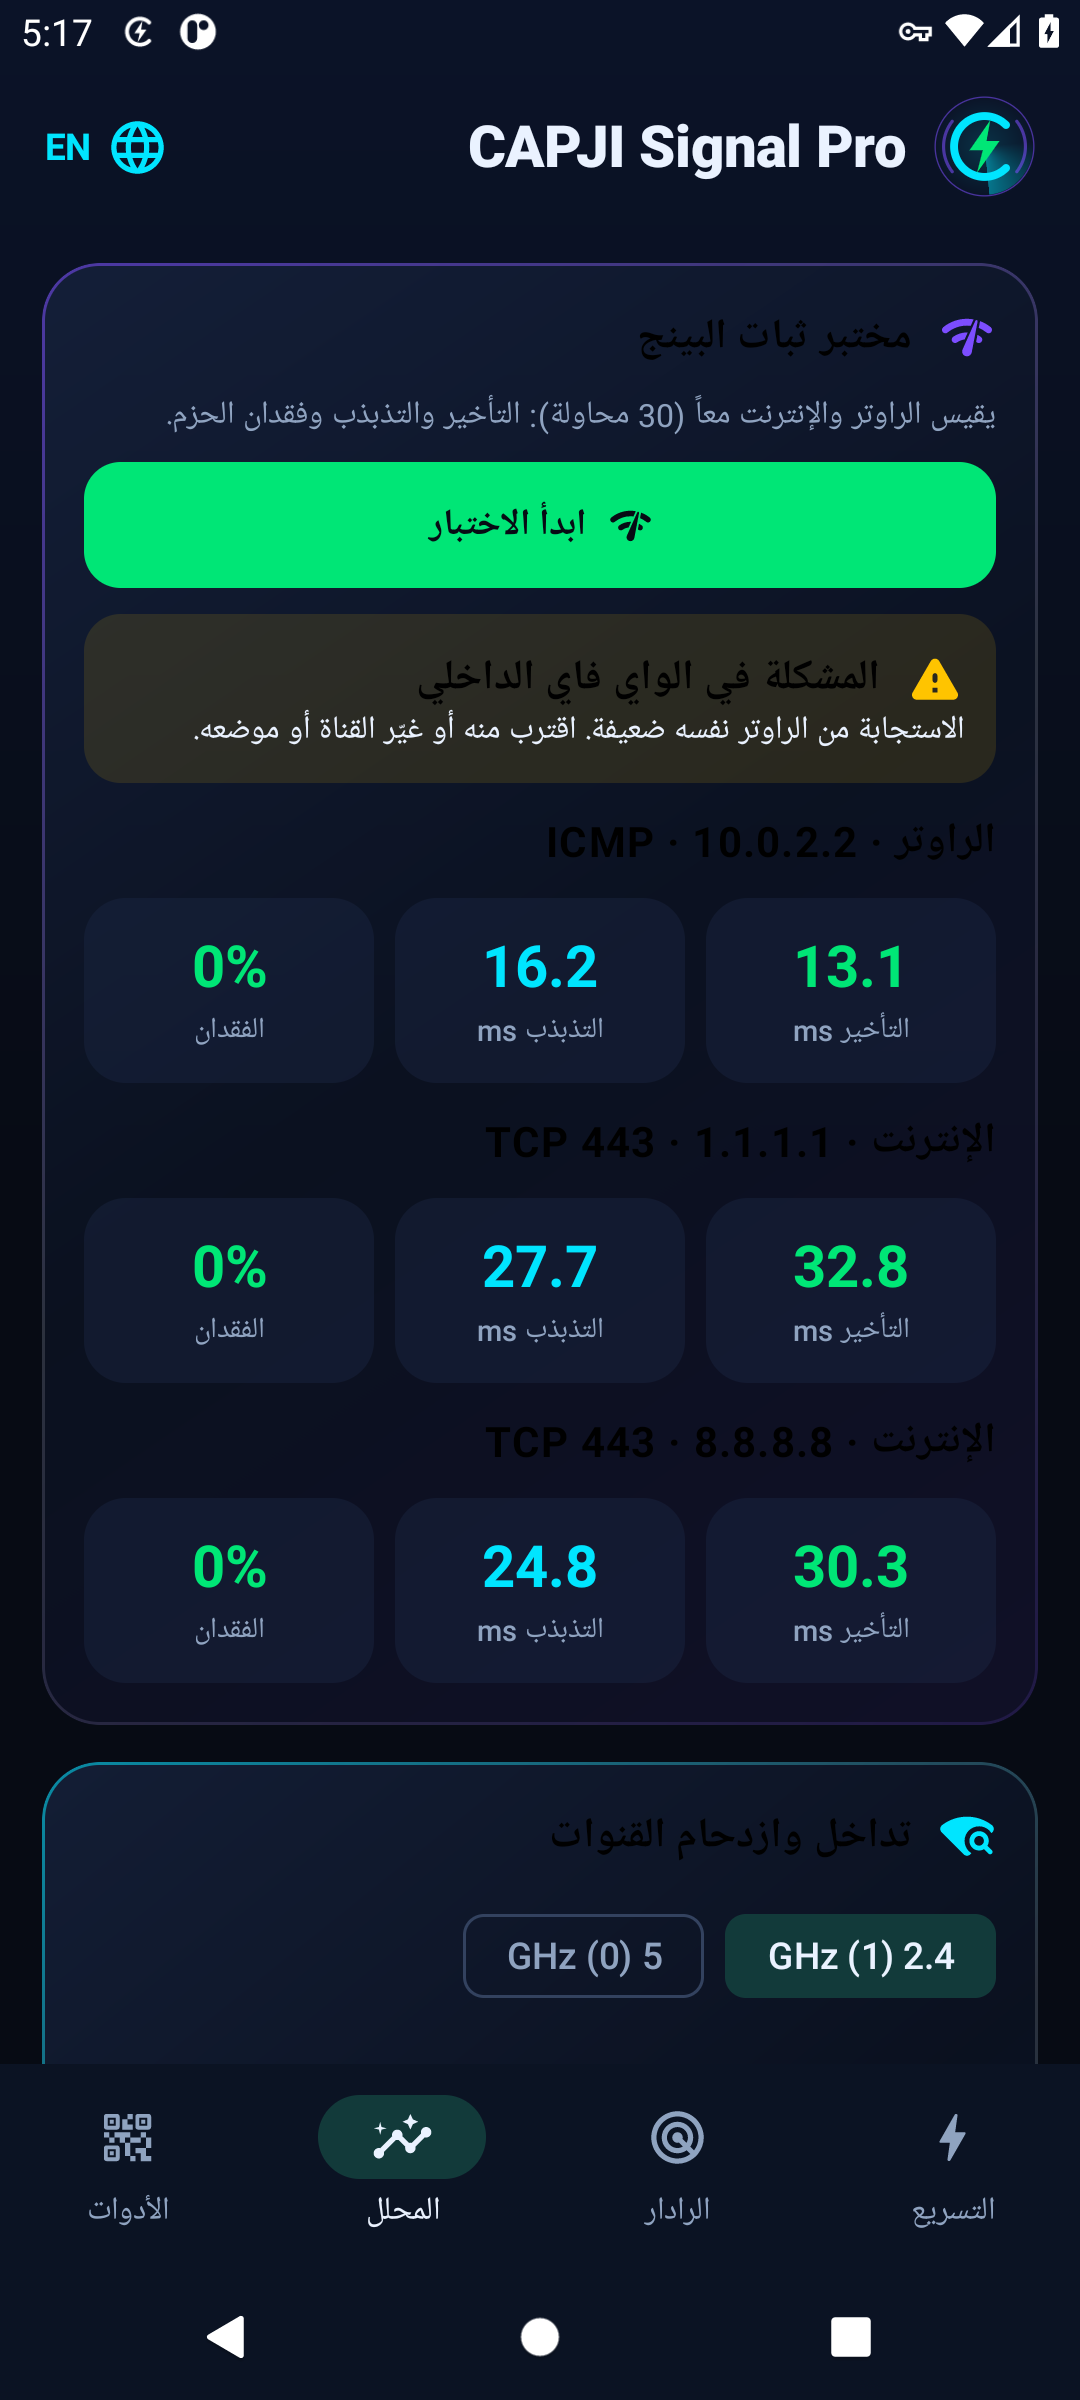 5:17
CAPJI Signal Pro
EN
مختبر ثبات البينج
يقيس الراوتر والإنترنت معاً (30 محاولة): التأخير والتذبذب وفقدان الحزم.
ابدأ الاختبار
المشكلة في الواي فاي الداخلي
الاستجابة من الراوتر نفسه ضعيفة. اقترب منه أو غيّر القناة أو موضعه.
الراوتر · 10.0.2.2 · ICMP
13.1
التأخير ms
16.2
التذبذب ms
0%
الفقدان
الإنترنت · 1.1.1.1 · TCP 443
32.8
التأخير ms
27.7
التذبذب ms
0%
الفقدان
الإنترنت · 8.8.8.8 · TCP 443
30.3
التأخير ms
24.8
التذبذب ms
0%
الفقدان
تداخل وازدحام القنوات
2.4 GHz (1)
5 GHz (0)
التسريع
الرادار
المحلل
الأدوات